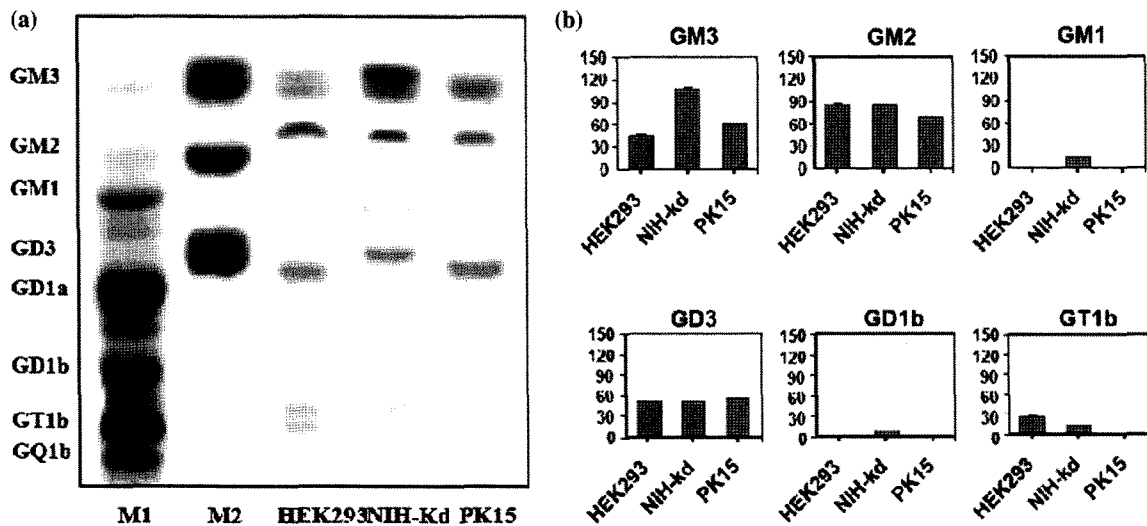 (a)
GM3
GM2
GM1
GD3
GD1a
GD1b
GT1b
GQ1b
M1 M2 HEK293 NIH-Kd PK15
(b)
GM3 GM2 GM1
150 150 150
120 120 120
90 90 90
60 60 60
30 30 30
0 0 0
HEK293 NIH-kd PK15 HEK293 NIH-kd PK15 HEK293 NIH-kd PK15
GD3 GD1b GT1b
150 150 150
120 120 120
90 90 90
60 60 60
30 30 30
0 0 0
HEK293 NIH-kd PK15 HEK293 NIH-kd PK15 HEK293 NIH-kd PK15